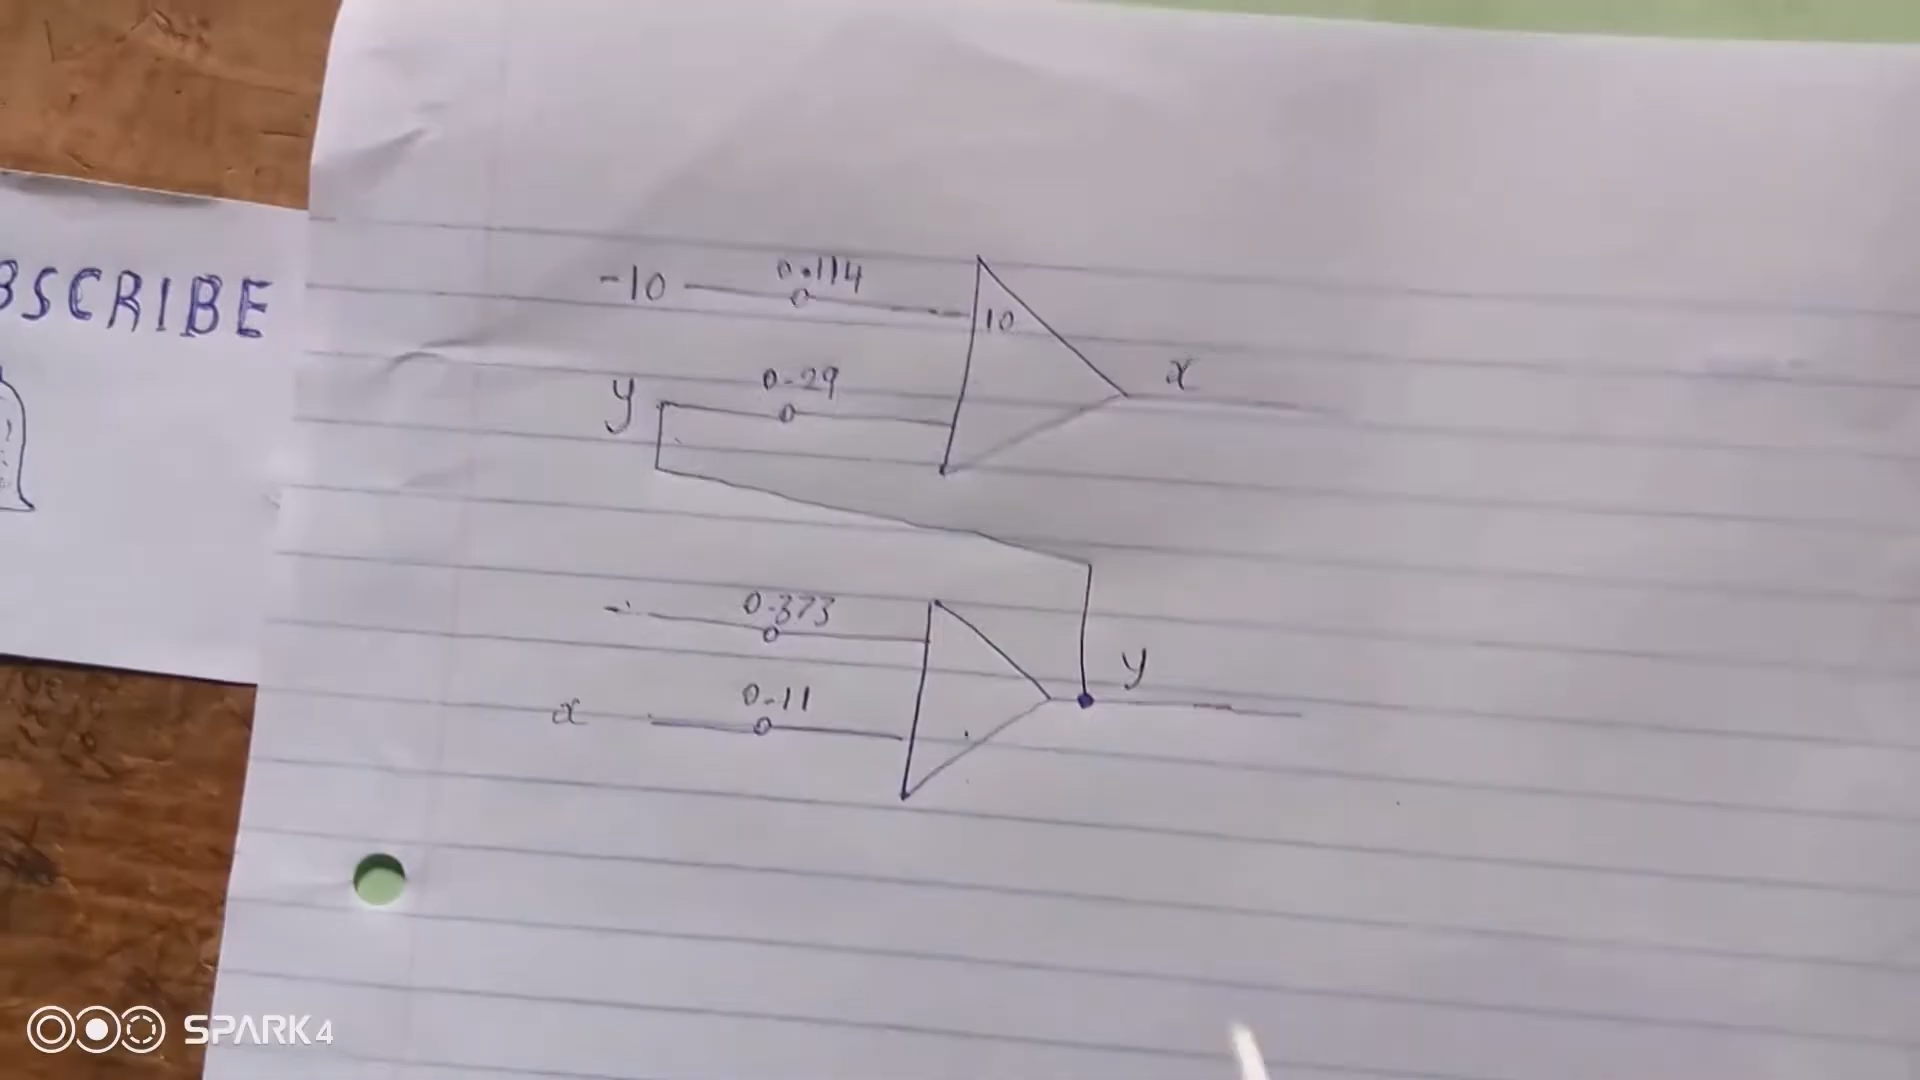 BSCRIBE
-10 0.114
10
x
y 0-29
- 0-373
y
x 0-11
SPARK4